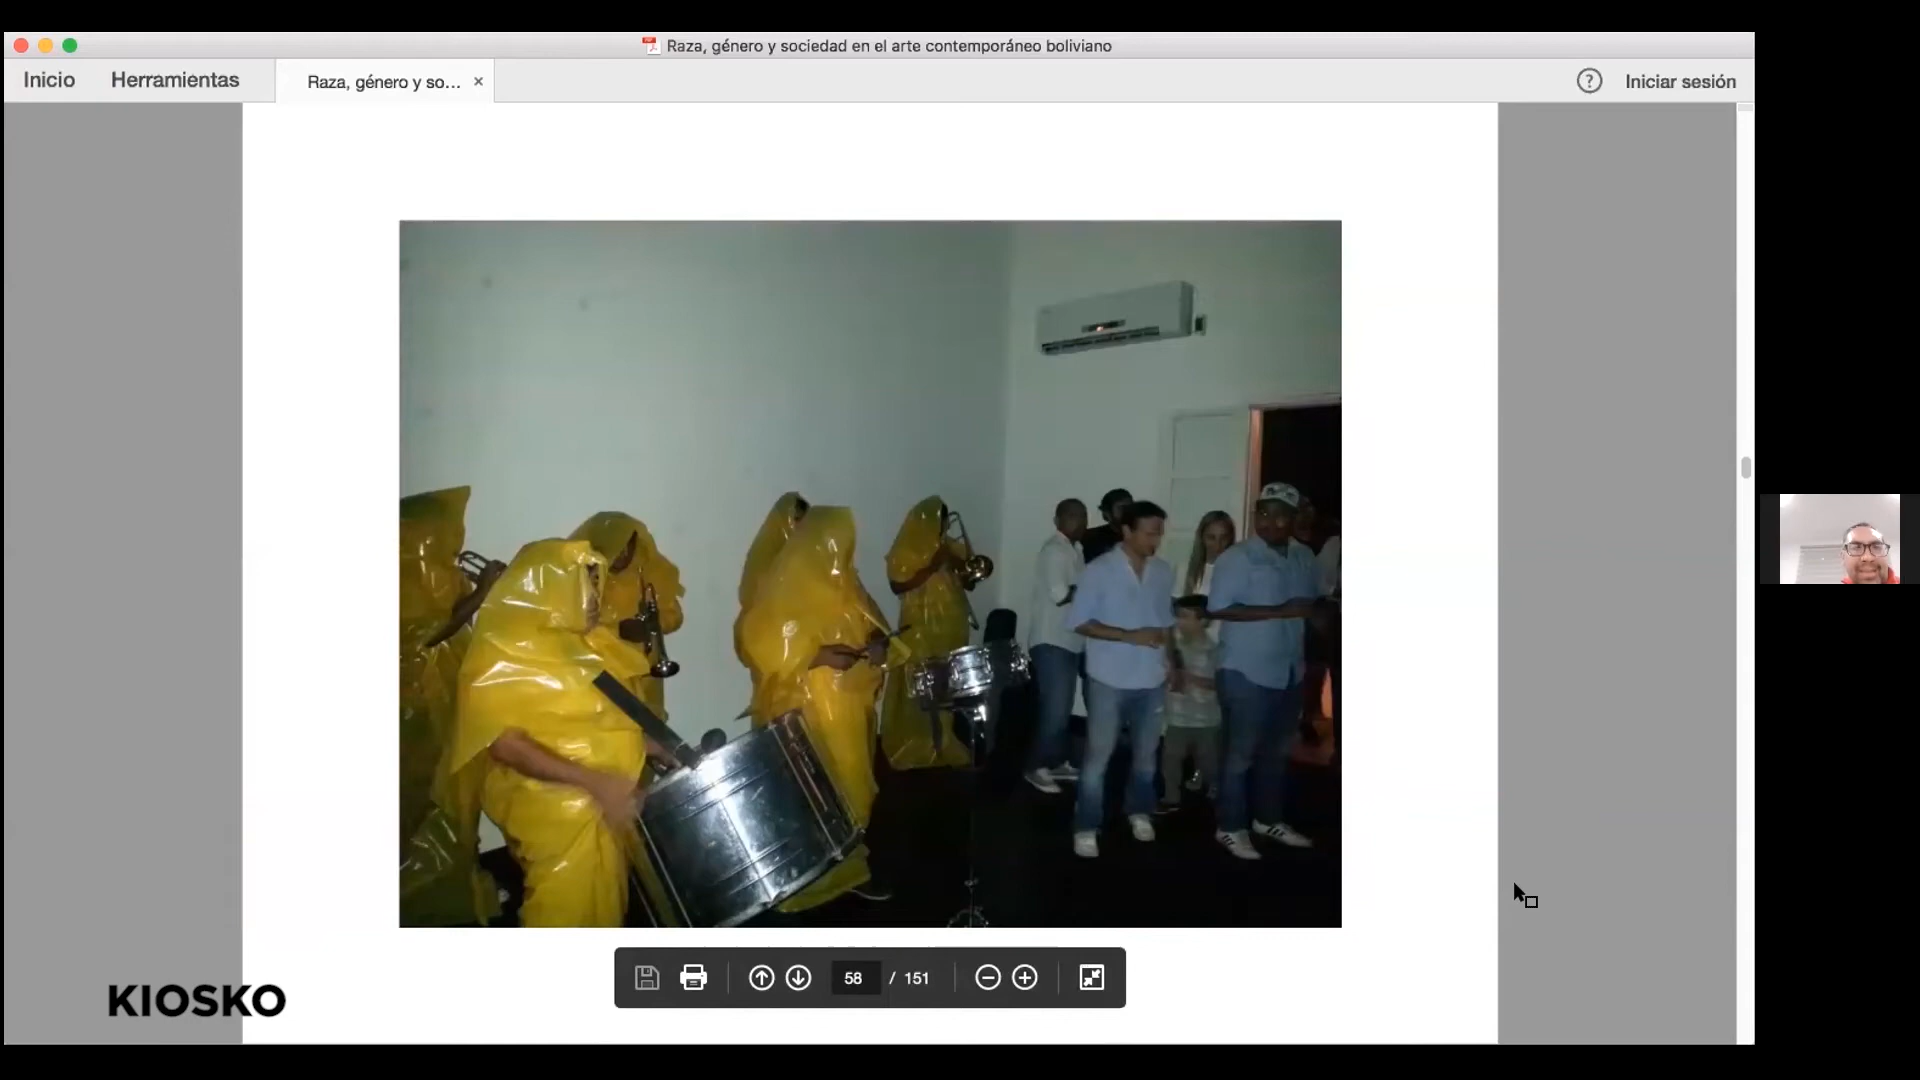 Raza, género y sociedad en el arte contemporáneo boliviano
Inicio Herramientas Raza, género y so... × ? Iniciar sesión
58 / 151
KIOSKO